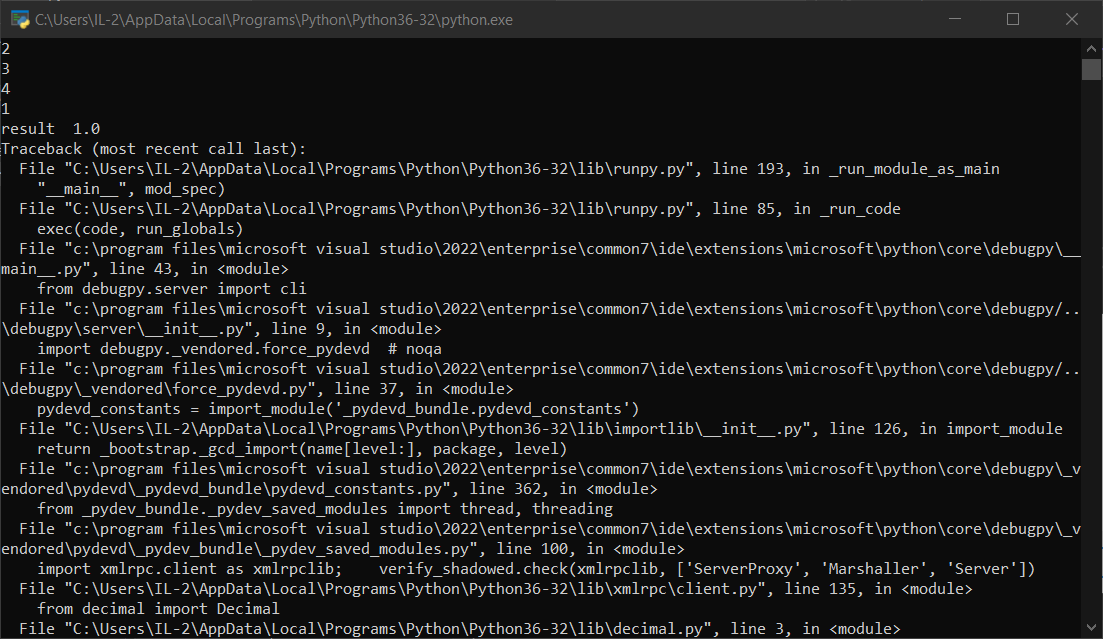 C:\Users\IL-2\AppData\Local\Programs\Python\Python36-32\python.exe
2
3
4
1
result  1.0
Traceback (most recent call last):
  File "C:\Users\IL-2\AppData\Local\Programs\Python\Python36-32\lib\runpy.py", line 193, in _run_module_as_main
    "__main__", mod_spec)
  File "C:\Users\IL-2\AppData\Local\Programs\Python\Python36-32\lib\runpy.py", line 85, in _run_code
    exec(code, run_globals)
  File "c:\program files\microsoft visual studio\2022\enterprise\common7\ide\extensions\microsoft\python\core\debugpy\__
main__.py", line 43, in <module>
    from debugpy.server import cli
  File "c:\program files\microsoft visual studio\2022\enterprise\common7\ide\extensions\microsoft\python\core\debugpy/..
\debugpy\server\__init__.py", line 9, in <module>
    import debugpy._vendored.force_pydevd  # noqa
  File "c:\program files\microsoft visual studio\2022\enterprise\common7\ide\extensions\microsoft\python\core\debugpy/..
\debugpy\_vendored\force_pydevd.py", line 37, in <module>
    pydevd_constants = import_module('_pydevd_bundle.pydevd_constants')
  File "C:\Users\IL-2\AppData\Local\Programs\Python\Python36-32\lib\importlib\__init__.py", line 126, in import_module
    return _bootstrap._gcd_import(name[level:], package, level)
  File "c:\program files\microsoft visual studio\2022\enterprise\common7\ide\extensions\microsoft\python\core\debugpy\_v
endored\pydevd\_pydevd_bundle\pydevd_constants.py", line 362, in <module>
    from _pydev_bundle._pydev_saved_modules import thread, threading
  File "c:\program files\microsoft visual studio\2022\enterprise\common7\ide\extensions\microsoft\python\core\debugpy\_v
endored\pydevd\_pydev_bundle\_pydev_saved_modules.py", line 100, in <module>
    import xmlrpc.client as xmlrpclib;    verify_shadowed.check(xmlrpclib, ['ServerProxy', 'Marshaller', 'Server'])
  File "C:\Users\IL-2\AppData\Local\Programs\Python\Python36-32\lib\xmlrpc\client.py", line 135, in <module>
    from decimal import Decimal
  File "C:\Users\IL-2\AppData\Local\Programs\Python\Python36-32\lib\decimal.py", line 3, in <module>